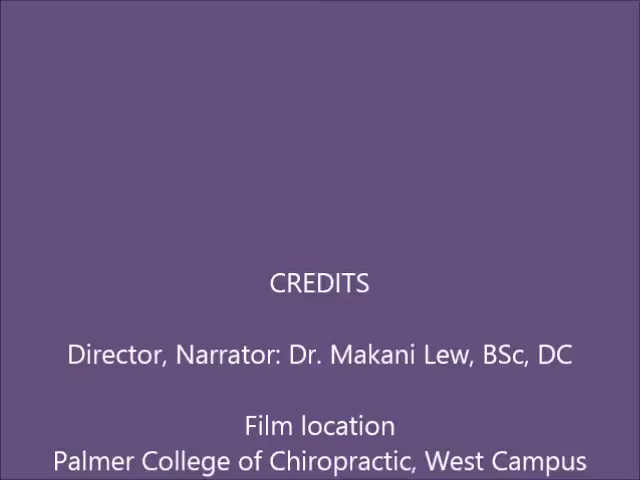 CREDITS
Director, Narrator: Dr. Makani Lew, BSc, DC
Film location
Palmer College of Chiropractic, West Campus